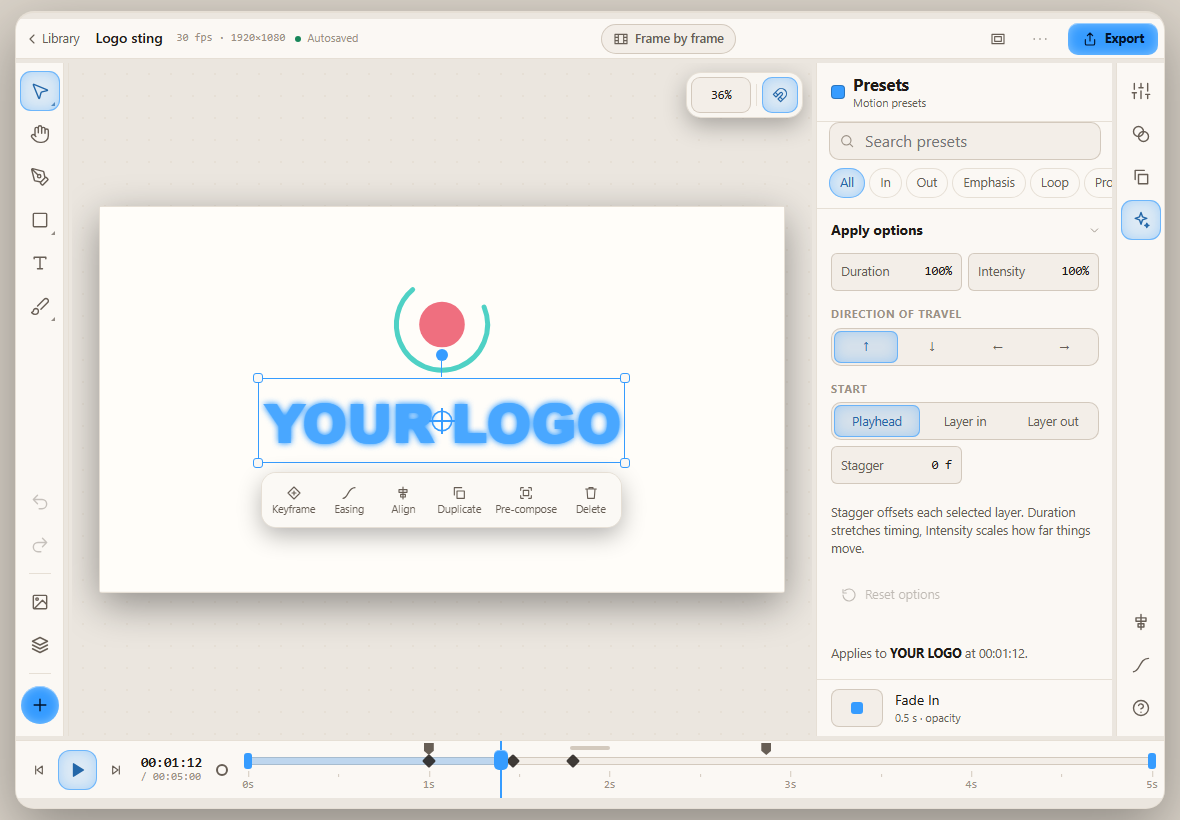 Library
Logo sting
30 fps · 1920×1080
Autosaved
Frame by frame
Export
36%
Presets
Motion presets
Search presets
All
In
Out
Emphasis
Loop
Pro
Apply options
Duration 100%
Intensity 100%
DIRECTION OF TRAVEL
↑ ↓ ← →
START
Playhead
Layer in
Layer out
Stagger 0 f
Stagger offsets each selected layer. Duration
stretches timing, Intensity scales how far things
move.
Reset options
Applies to YOUR LOGO at 00:01:12.
Fade In
0.5 s · opacity
YOUR LOGO
Keyframe
Easing
Align
Duplicate
Pre-compose
Delete
00:01:12
/ 00:05:00
0s
1s
2s
3s
4s
5s